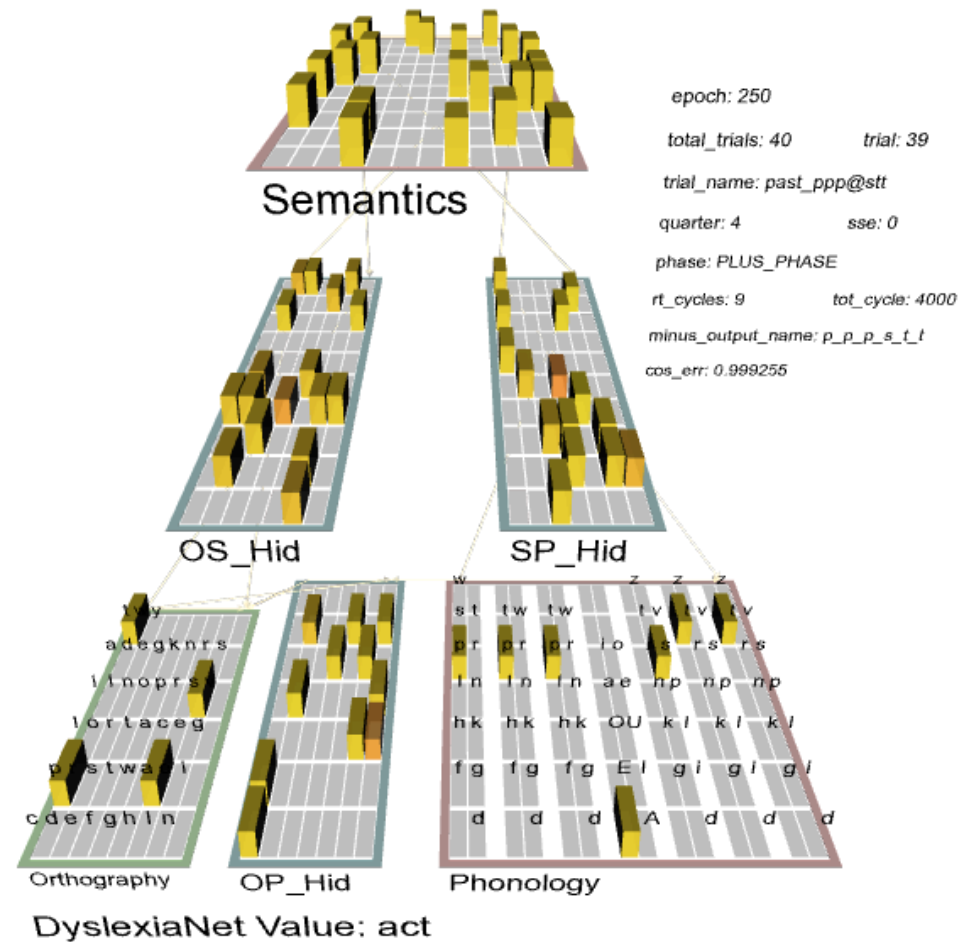 epoch: 250
total_trials: 40 trial: 39
trial_name: past_ppp@stt
quarter: 4 sse: 0
phase: PLUS_PHASE
rt_cycles: 9 tot_cycle: 4000
minus_output_name: p_p_p_s_t_t
cos_err: 0.999255
Semantics
OS_Hid SP_Hid
w z z z
t v y s t t w t w t v t v t v
a d e g k n r s p r p r p r i o s r s r s
i l n o p r s l n l n l n a e n p n p n p
l o r t a c e g h k h k h k O U k l k l k l
s t w a i f g f g f g E I g i g i g i
c d e f g h l n d d d A d d d
Orthography OP_Hid Phonology
DyslexiaNet Value: act